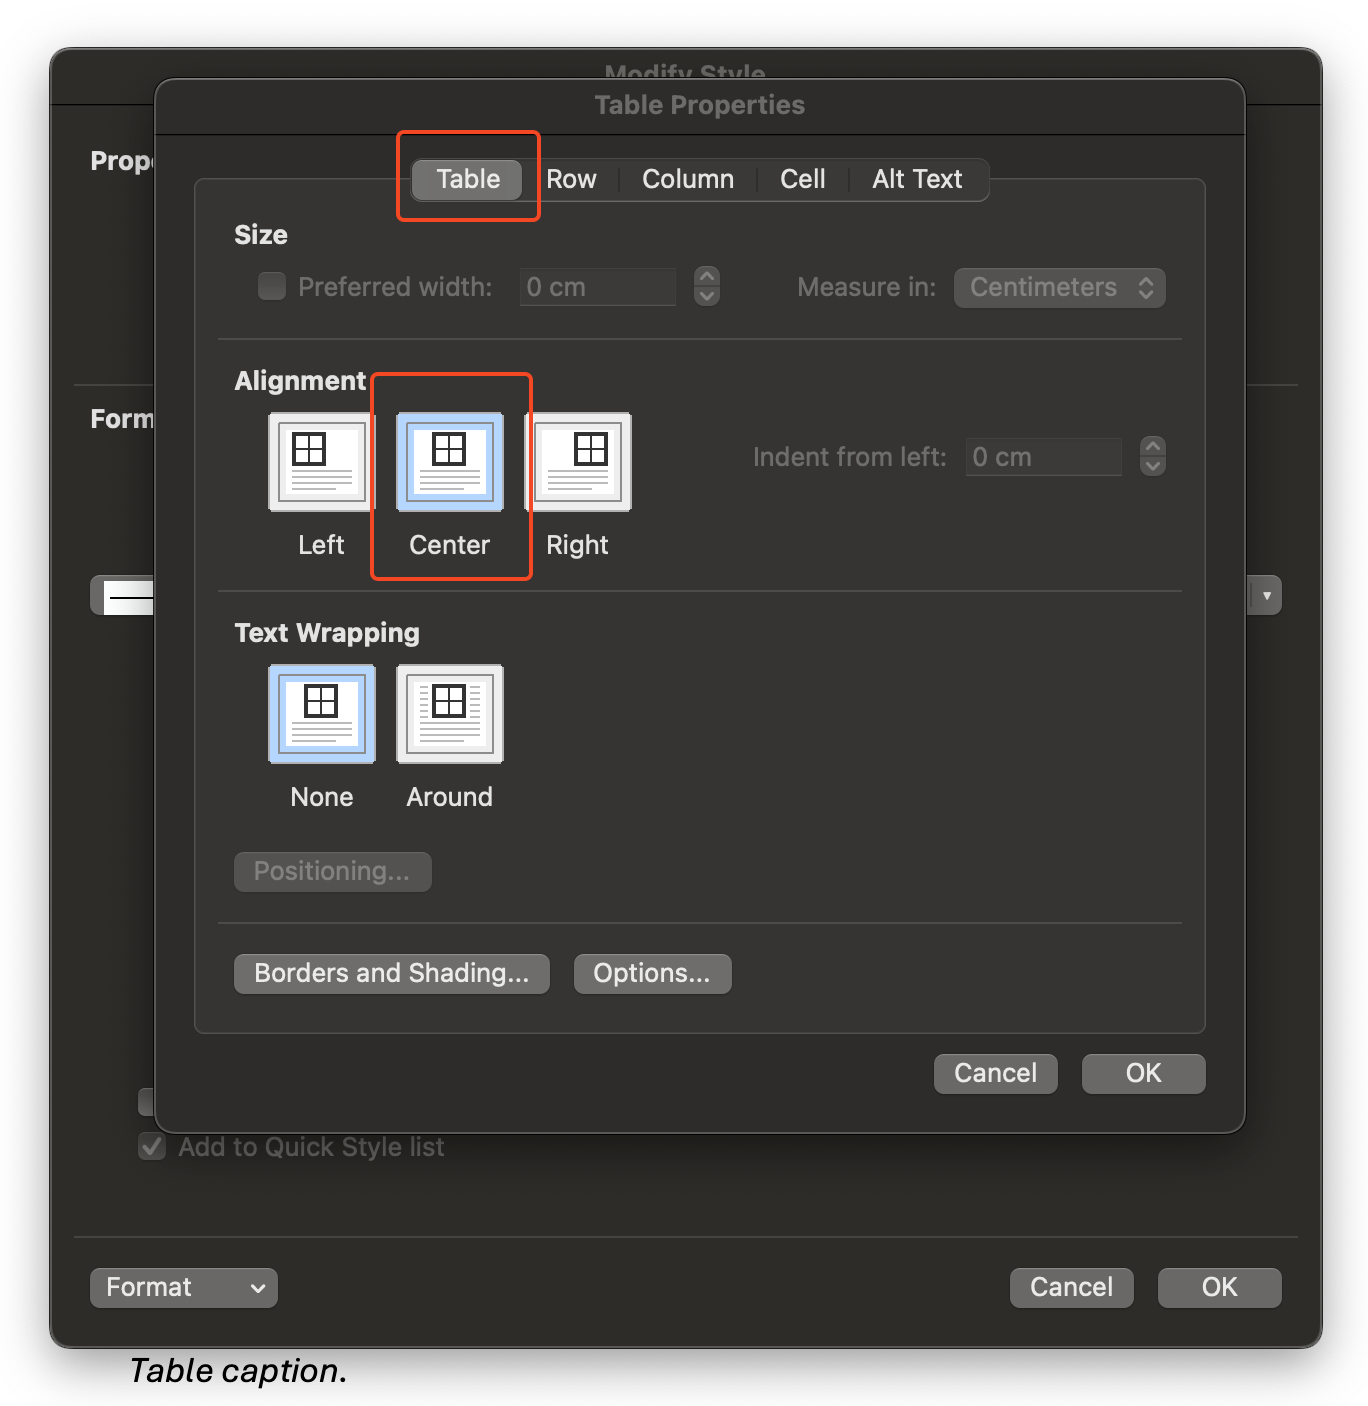 Modify Style
Table Properties
Prope
Table Row Column Cell Alt Text
Size
Preferred width: 0 cm Measure in: Centimeters
Alignment
Form
Indent from left: 0 cm
Left Center Right
Text Wrapping
None Around
Positioning...
Borders and Shading... Options...
Cancel OK
Add to Quick Style list
Format Cancel OK
Table caption.